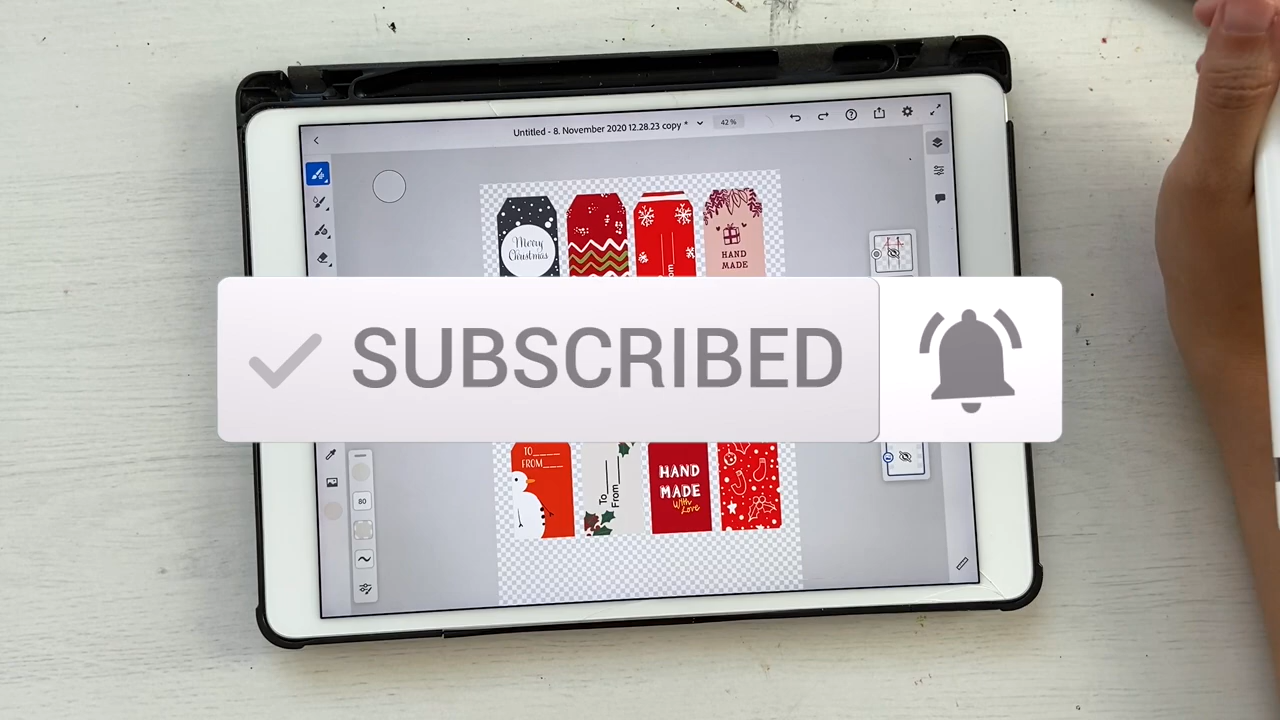 Untitled - 8. November 2020 12.28.23 copy *
42 %
Merry
Christmas
HAND
MADE
SUBSCRIBED
TO
FROM
80
To
From
HAND
MADE
With
Love